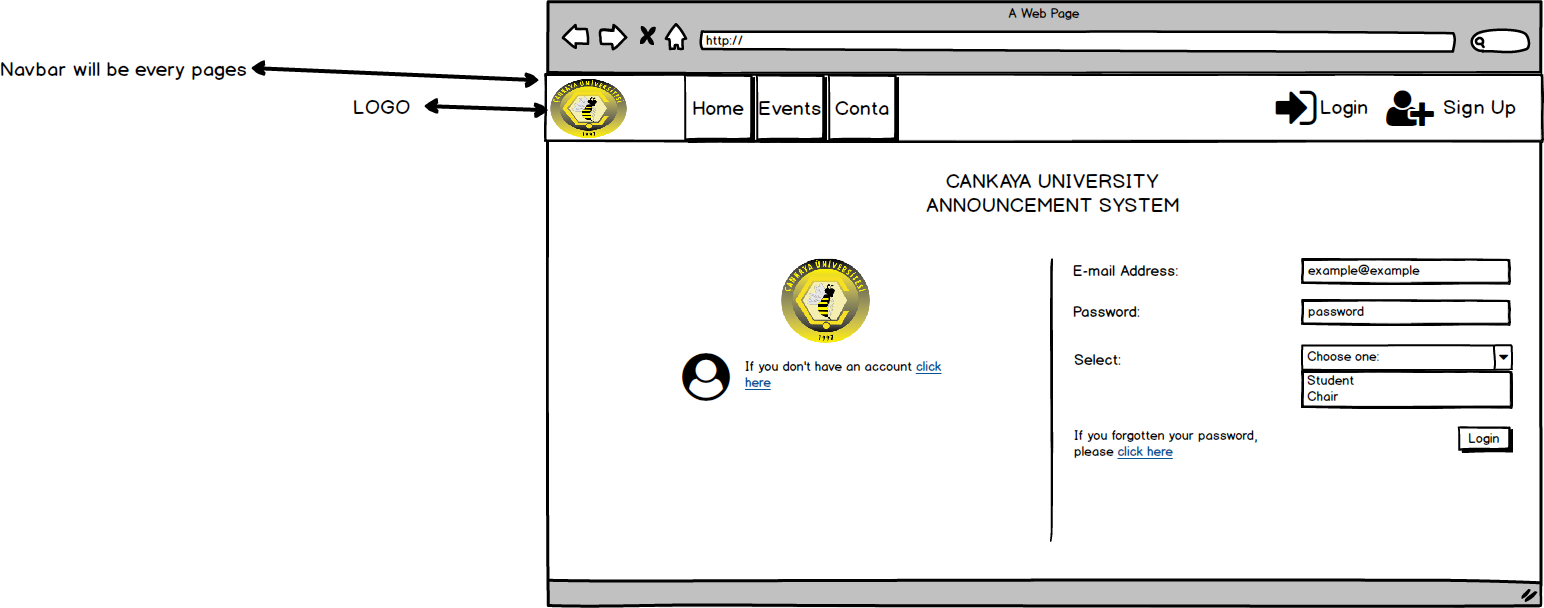 A Web Page
http://
Navbar will be every pages
LOGO
ÇANKAYA ÜNİVERSİTESİ
1997
Home
Events
Conta
Login
Sign Up
CANKAYA UNIVERSITY
ANNOUNCEMENT SYSTEM
ÇANKAYA ÜNİVERSİTESİ
1997
If you don't have an account click
here
E-mail Address:
example@example
Password:
password
Select:
Choose one:
Student
Chair
If you forgotten your password,
please click here
Login